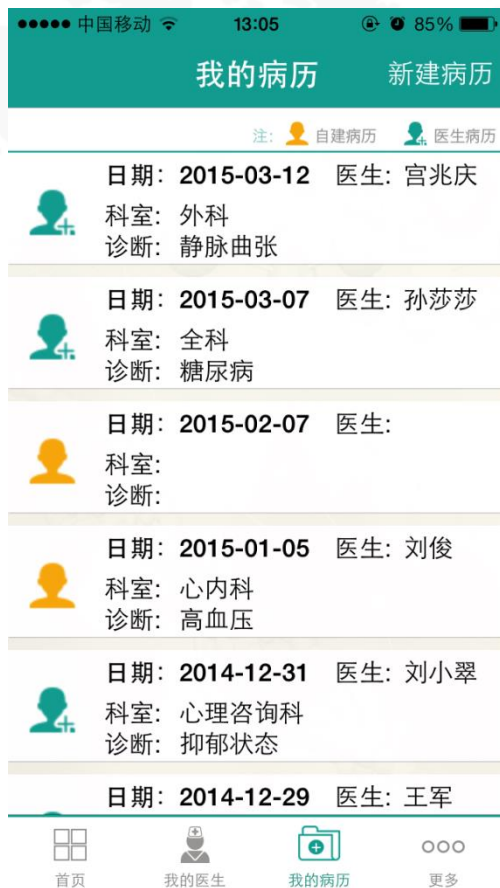 中国移动 13:05 85%
我的病历 新建病历
注: 自建病历 医生病历
日期: 2015-03-12 医生: 宫兆庆
科室: 外科
诊断: 静脉曲张
日期: 2015-03-07 医生: 孙莎莎
科室: 全科
诊断: 糖尿病
日期: 2015-02-07 医生:
科室:
诊断:
日期: 2015-01-05 医生: 刘俊
科室: 心内科
诊断: 高血压
日期: 2014-12-31 医生: 刘小翠
科室: 心理咨询科
诊断: 抑郁状态
日期: 2014-12-29 医生: 王军
首页 我的医生 我的病历 更多